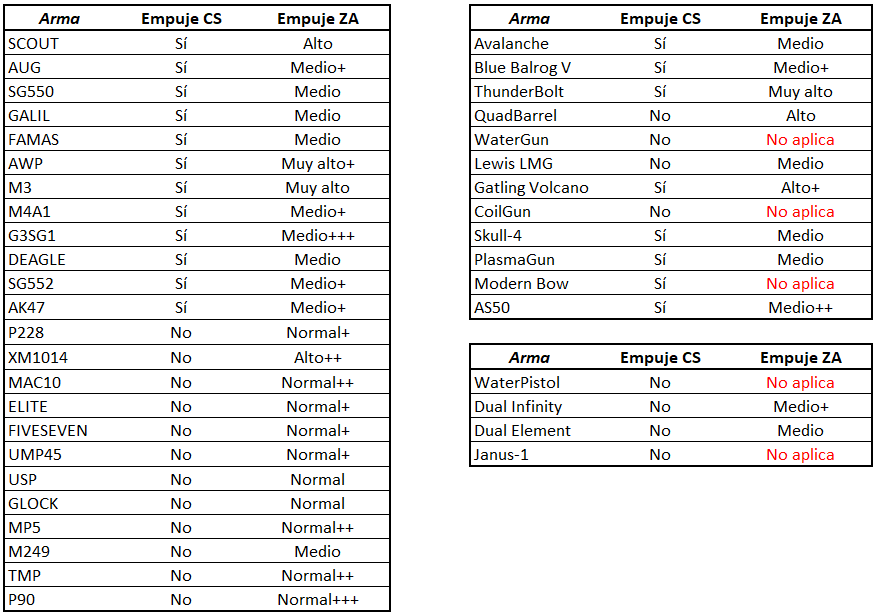 Arma Empuje CS Empuje ZA
SCOUT Sí Alto
AUG Sí Medio+
SG550 Sí Medio
GALIL Sí Medio
FAMAS Sí Medio
AWP Sí Muy alto+
M3 Sí Muy alto
M4A1 Sí Medio+
G3SG1 Sí Medio+++
DEAGLE Sí Medio
SG552 Sí Medio+
AK47 Sí Medio+
P228 No Normal+
XM1014 No Alto++
MAC10 No Normal++
ELITE No Normal+
FIVESEVEN No Normal+
UMP45 No Normal+
USP No Normal
GLOCK No Normal
MP5 No Normal++
M249 No Medio
TMP No Normal++
P90 No Normal+++
Arma Empuje CS Empuje ZA
Avalanche Sí Medio
Blue Balrog V Sí Medio+
ThunderBolt Sí Muy alto
QuadBarrel No Alto
WaterGun No No aplica
Lewis LMG No Medio
Gatling Volcano Sí Alto+
CoilGun No No aplica
Skull-4 Sí Medio
PlasmaGun Sí Medio
Modern Bow Sí No aplica
AS50 Sí Medio++
Arma Empuje CS Empuje ZA
WaterPistol No No aplica
Dual Infinity No Medio+
Dual Element No Medio
Janus-1 No No aplica